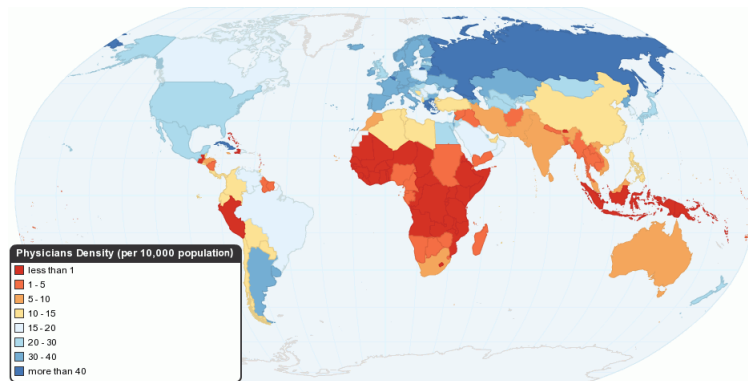 Physicians Density (per 10,000 population)
less than 1
1 - 5
5 - 10
10 - 15
15 - 20
20 - 30
30 - 40
more than 40